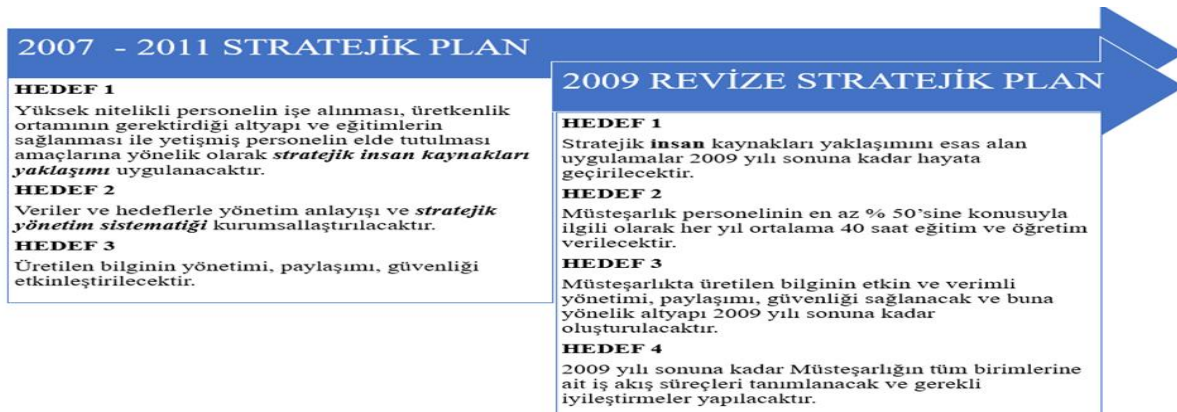 2007 - 2011 STRATEJİK PLAN
HEDEF 1
Yüksek nitelikli personelin işe alınması, üretkenlik
ortamının gerektirdiği altyapı ve eğitimlerin
sağlanması ile yetişmiş personelin elde tutulması
amaçlarına yönelik olarak stratejik insan kaynakları
yaklaşımı uygulanacaktır.
HEDEF 2
Veriler ve hedeflerle yönetim anlayışı ve stratejik
yönetim sistematiği kurumsallaştırılacaktır.
HEDEF 3
Üretilen bilginin yönetimi, paylaşımı, güvenliği
etkinleştirilecektir.
2009 REVİZE STRATEJİK PLAN
HEDEF 1
Stratejik insan kaynakları yaklaşımını esas alan
uygulamalar 2009 yılı sonuna kadar hayata
geçirilecektir.
HEDEF 2
Müsteşarlık personelinin en az % 50’sine konusuyla
ilgili olarak her yıl ortalama 40 saat eğitim ve öğretim
verilecektir.
HEDEF 3
Müsteşarlıkta üretilen bilginin etkin ve verimli
yönetimi, paylaşımı, güvenliği sağlanacak ve buna
yönelik altyapı 2009 yılı sonuna kadar
oluşturulacaktır.
HEDEF 4
2009 yılı sonuna kadar Müsteşarlığın tüm birimlerine
ait iş akış süreçleri tanımlanacak ve gerekli
iyileştirmeler yapılacaktır.